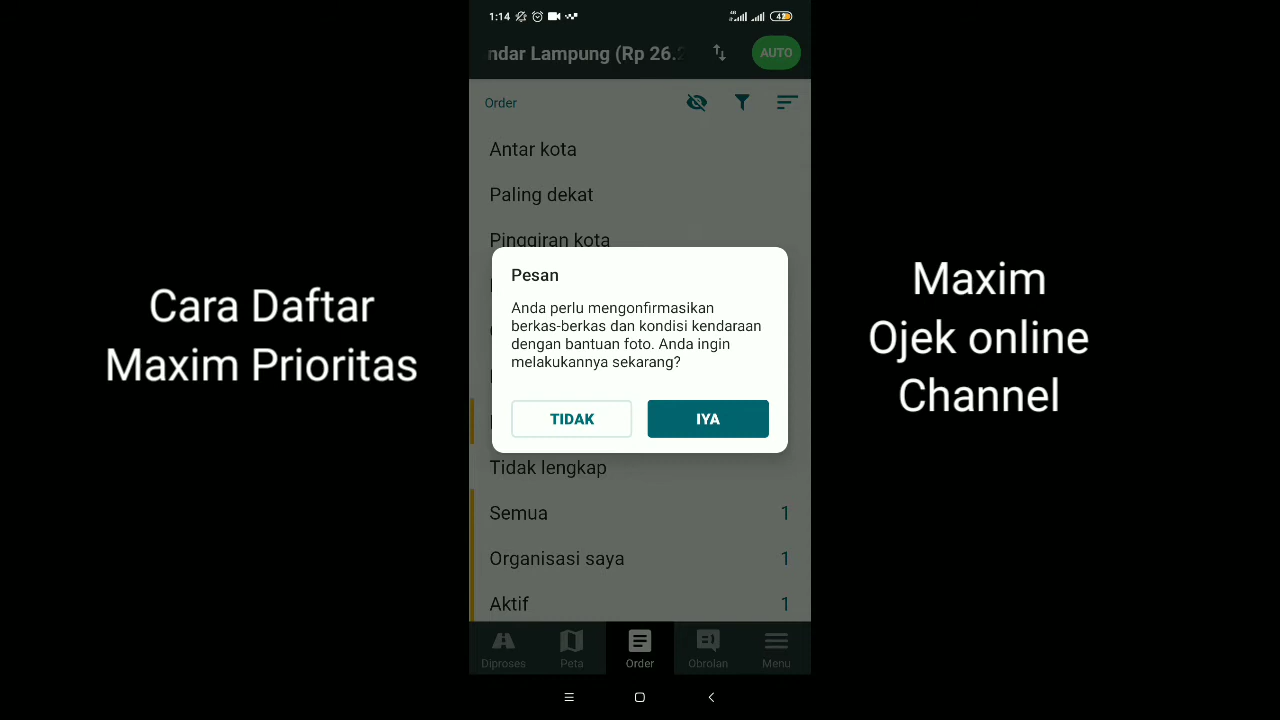 1:14
42
ndar Lampung (Rp 26.2
AUTO
Order
Antar kota
Paling dekat
Pinggiran kota
Cara Daftar
Maxim Prioritas
Maxim
Ojek online
Channel
Pesan
Anda perlu mengonfirmasikan
berkas-berkas dan kondisi kendaraan
dengan bantuan foto. Anda ingin
melakukannya sekarang?
TIDAK
IYA
Tidak lengkap
Semua 1
Organisasi saya 1
Aktif 1
Diproses
Peta
Order
Obrolan
Menu